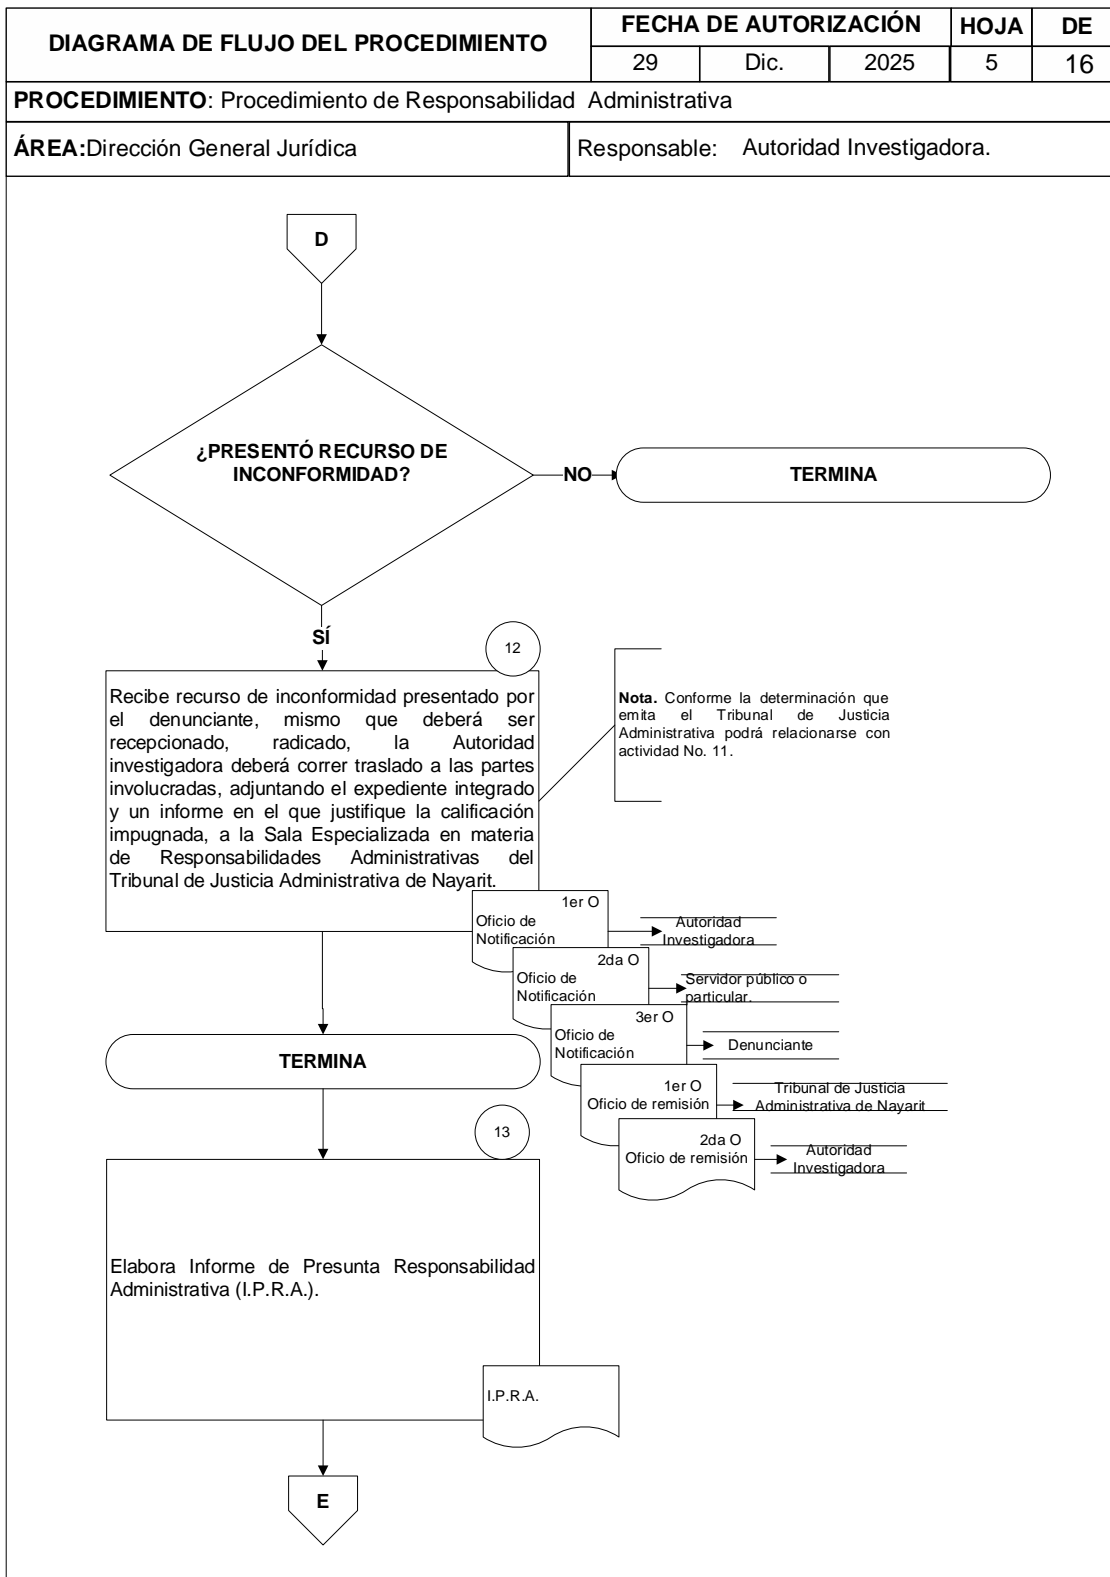 DIAGRAMA DE FLUJO DEL PROCEDIMIENTO
FECHA DE AUTORIZACIÓN
HOJA
DE
29
Dic.
2025
5
16
PROCEDIMIENTO: Procedimiento de Responsabilidad Administrativa
ÁREA:Dirección General Jurídica
Responsable: Autoridad Investigadora.
D
¿PRESENTÓ RECURSO DE
INCONFORMIDAD?
NO
TERMINA
SÍ
12
Recibe recurso de inconformidad presentado por
el denunciante, mismo que deberá ser
recepcionado, radicado, la Autoridad
investigadora deberá correr traslado a las partes
involucradas, adjuntando el expediente integrado
y un informe en el que justifique la calificación
impugnada, a la Sala Especializada en materia
de Responsabilidades Administrativas del
Tribunal de Justicia Administrativa de Nayarit.
Nota. Conforme la determinación que
emita el Tribunal de Justicia
Administrativa podrá relacionarse con
actividad No. 11.
1er O
Oficio de
Notificación
Autoridad
Investigadora
2da O
Oficio de
Notificación
Servidor público o
particular.
3er O
Oficio de
Notificación
Denunciante
1er O
Oficio de remisión
Tribunal de Justicia
Administrativa de Nayarit
2da O
Oficio de remisión
Autoridad
Investigadora
TERMINA
13
Elabora Informe de Presunta Responsabilidad
Administrativa (I.P.R.A.).
I.P.R.A.
E